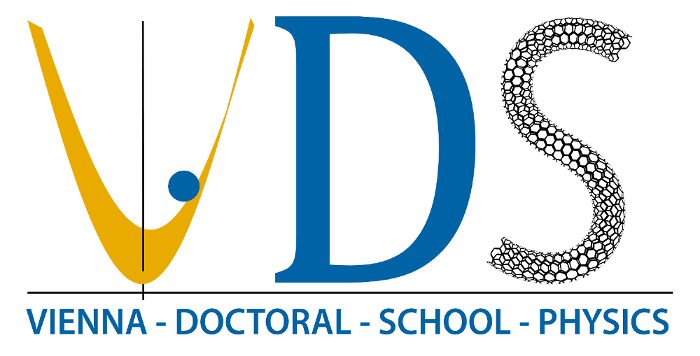 VDS
VIENNA - DOCTORAL - SCHOOL - PHYSICS